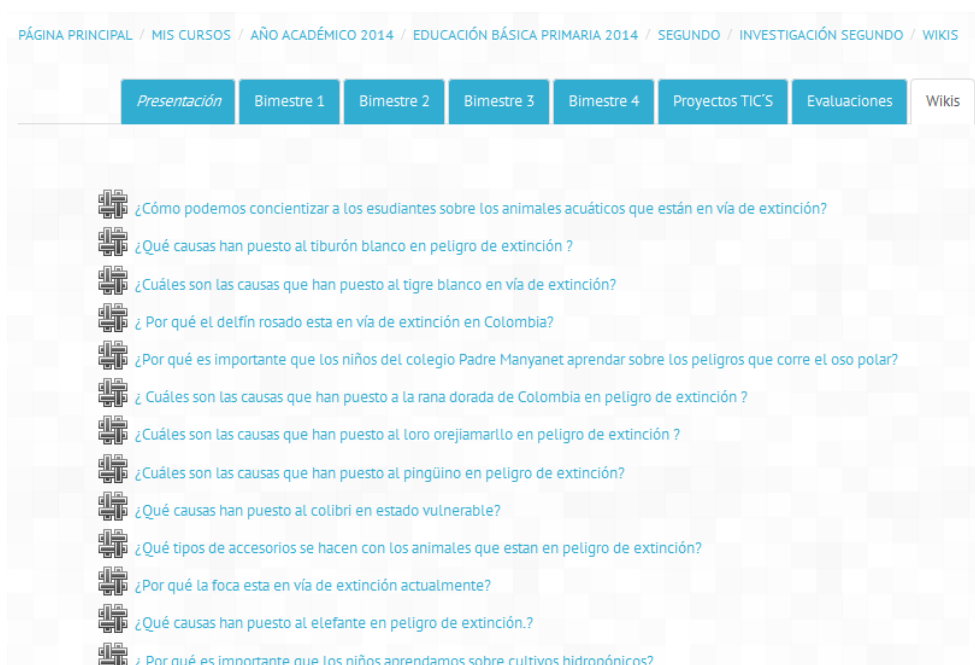 PÁGINA PRINCIPAL / MIS CURSOS / AÑO ACADÉMICO 2014 / EDUCACIÓN BÁSICA PRIMARIA 2014 / SEGUNDO / INVESTIGACIÓN SEGUNDO / WIKIS
Presentación Bimestre 1 Bimestre 2 Bimestre 3 Bimestre 4 Proyectos TIC´S Evaluaciones Wikis
¿Cómo podemos concientizar a los esudiantes sobre los animales acuáticos que están en vía de extinción?
¿Qué causas han puesto al tiburón blanco en peligro de extinción ?
¿Cuáles son las causas que han puesto al tigre blanco en vía de extinción?
¿ Por qué el delfín rosado esta en vía de extinción en Colombia?
¿Por qué es importante que los niños del colegio Padre Manyanet aprendar sobre los peligros que corre el oso polar?
¿ Cuáles son las causas que han puesto a la rana dorada de Colombia en peligro de extinción ?
¿Cuáles son las causas que han puesto al loro orejiamarllo en peligro de extinción ?
¿Cuáles son las causas que han puesto al pingüino en peligro de extinción?
¿Qué causas han puesto al colibri en estado vulnerable?
¿Qué tipos de accesorios se hacen con los animales que estan en peligro de extinción?
¿Por qué la foca esta en vía de extinción actualmente?
¿Qué causas han puesto al elefante en peligro de extinción.?
¿ Por qué es importante que los niños aprendamos sobre cultivos hidropónicos?